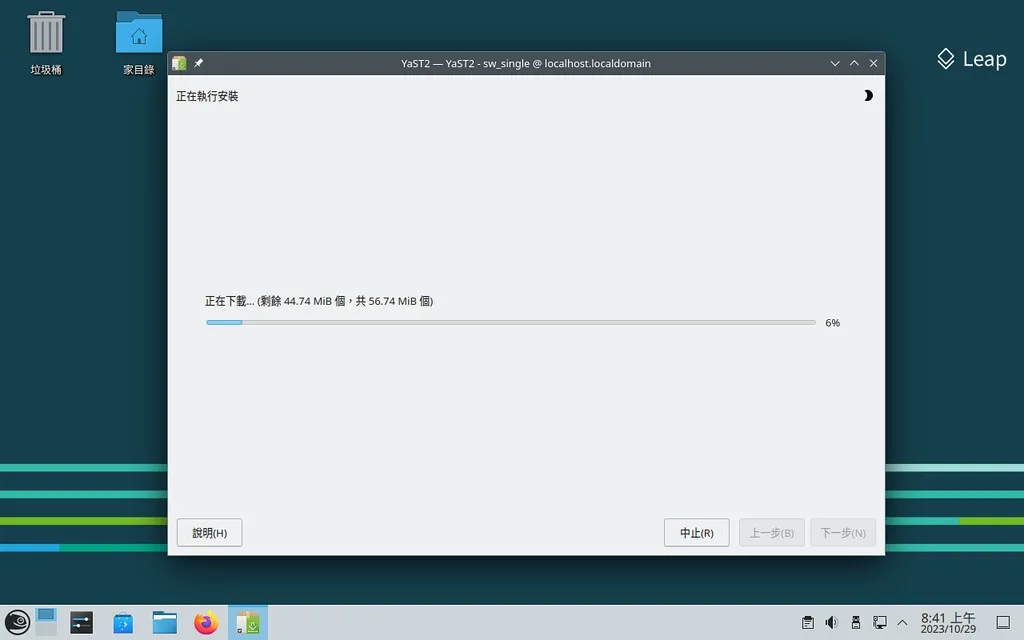 垃圾桶
家目錄
Leap
YaST2 — YaST2 - sw_single @ localhost.localdomain
正在執行安裝
正在下載... (剩餘 44.74 MiB 個，共 56.74 MiB 個)
6%
說明(H)
中止(R)
上一步(B)
下一步(N)
8:41 上午
2023/10/29